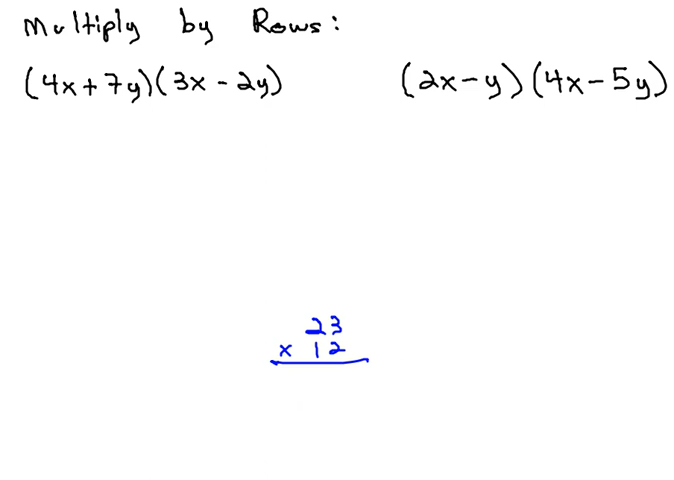 Multiply by Rows:
(4x + 7y)(3x - 2y) (2x - y)(4x - 5y)
23
x 12